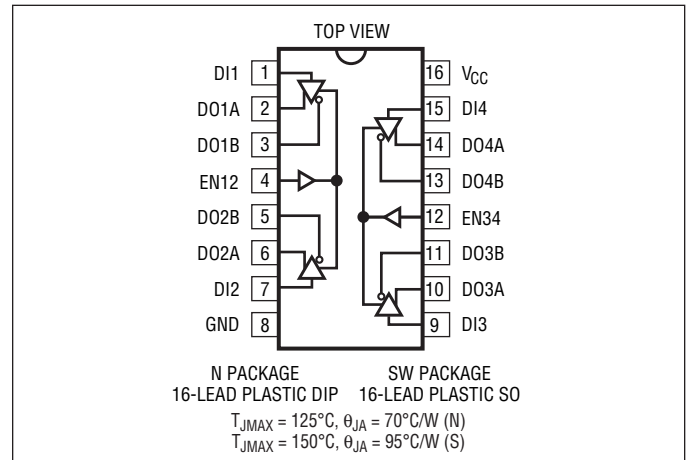 TOP VIEW
DI1 1 16 VCC
DO1A 2 15 DI4
DO1B 3 14 DO4A
EN12 4 13 DO4B
DO2B 5 12 EN34
DO2A 6 11 DO3B
DI2 7 10 DO3A
GND 8 9 DI3
N PACKAGE SW PACKAGE
16-LEAD PLASTIC DIP 16-LEAD PLASTIC SO
TJMAX = 125°C, θJA = 70°C/W (N)
TJMAX = 150°C, θJA = 95°C/W (S)